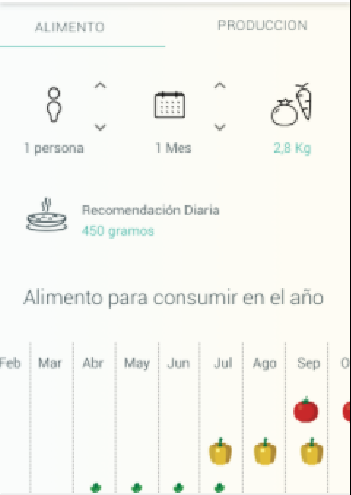 ALIMENTO PRODUCCION
1 persona 1 Mes 2,8 Kg
Recomendación Diaria
450 gramos
Alimento para consumir en el año
Feb Mar Abr May Jun Jul Ago Sep O